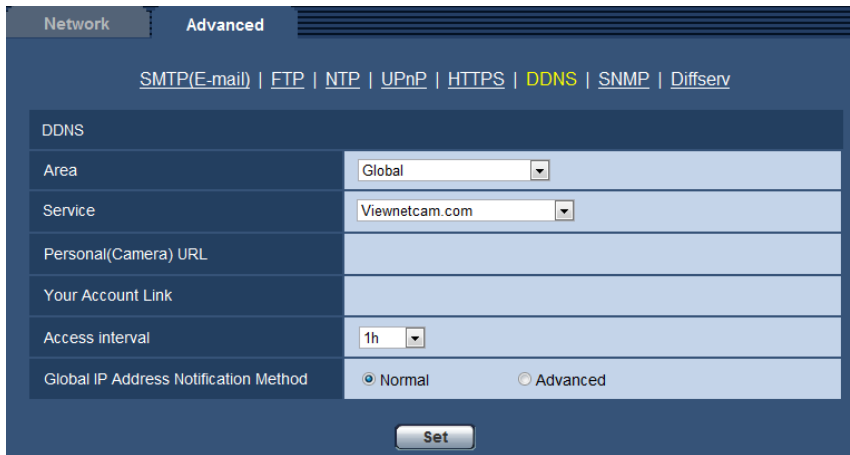 Network Advanced
SMTP(E-mail) | FTP | NTP | UPnP | HTTPS | DDNS | SNMP | Diffserv
DDNS
Area Global
Service Viewnetcam.com
Personal(Camera) URL
Your Account Link
Access interval 1h
Global IP Address Notification Method Normal Advanced
Set